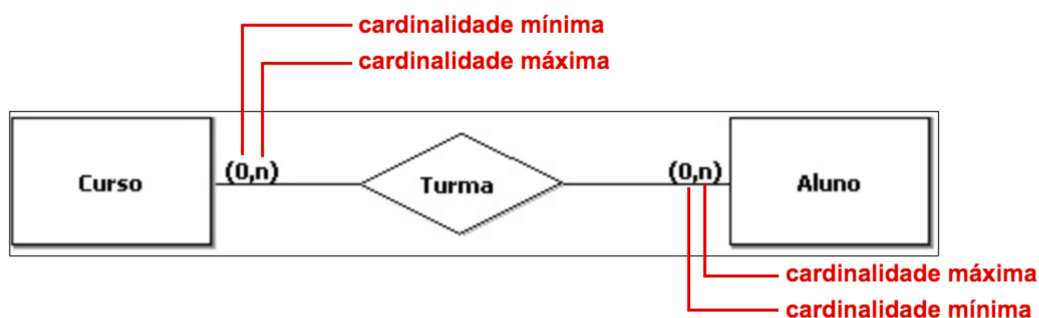 cardinalidade mínima
cardinalidade máxima
Curso
(0,n)
Turma
(0,n)
Aluno
cardinalidade máxima
cardinalidade mínima